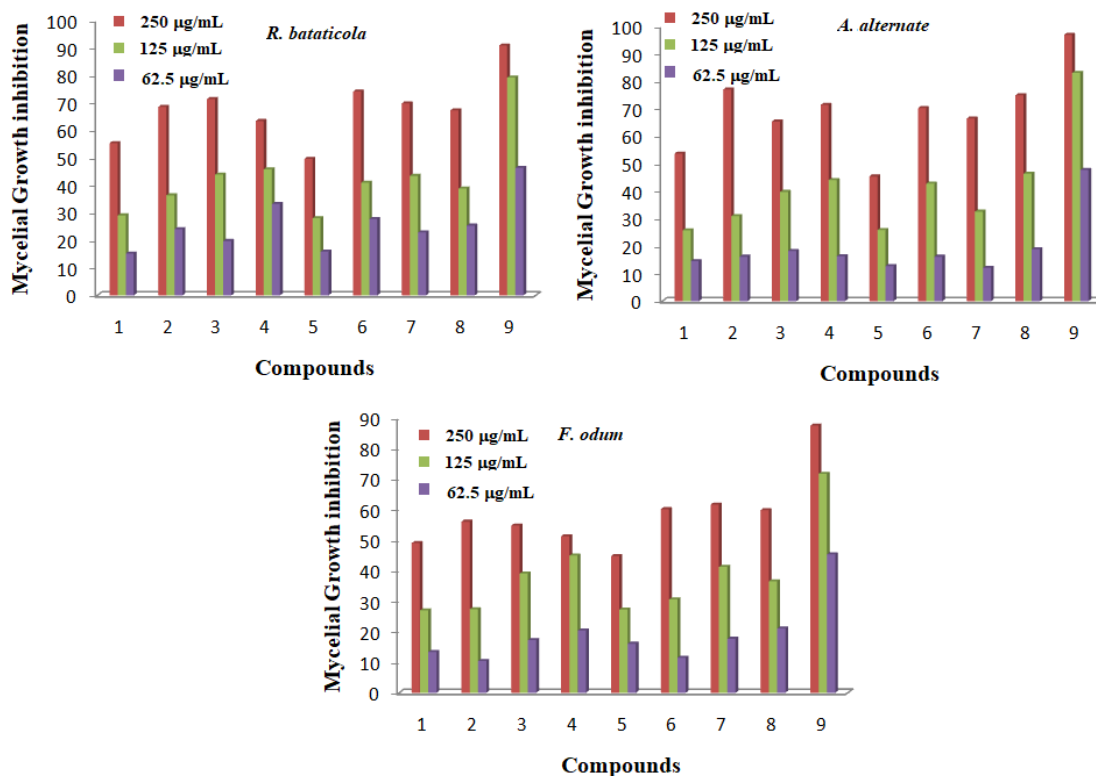 Mycelial Growth inhibition
100
90
80
70
60
50
40
30
20
10
0
250 µg/mL
125 µg/mL
62.5 µg/mL
R. bataticola
1 2 3 4 5 6 7 8 9
Compounds
Mycelial Growth inhibition
100
90
80
70
60
50
40
30
20
10
0
250 µg/mL
125 µg/mL
62.5 µg/mL
A. alternate
1 2 3 4 5 6 7 8 9
Compounds
Mycelial Growth inhibition
90
80
70
60
50
40
30
20
10
0
250 µg/mL
125 µg/mL
62.5 µg/mL
F. odum
1 2 3 4 5 6 7 8 9
Compounds